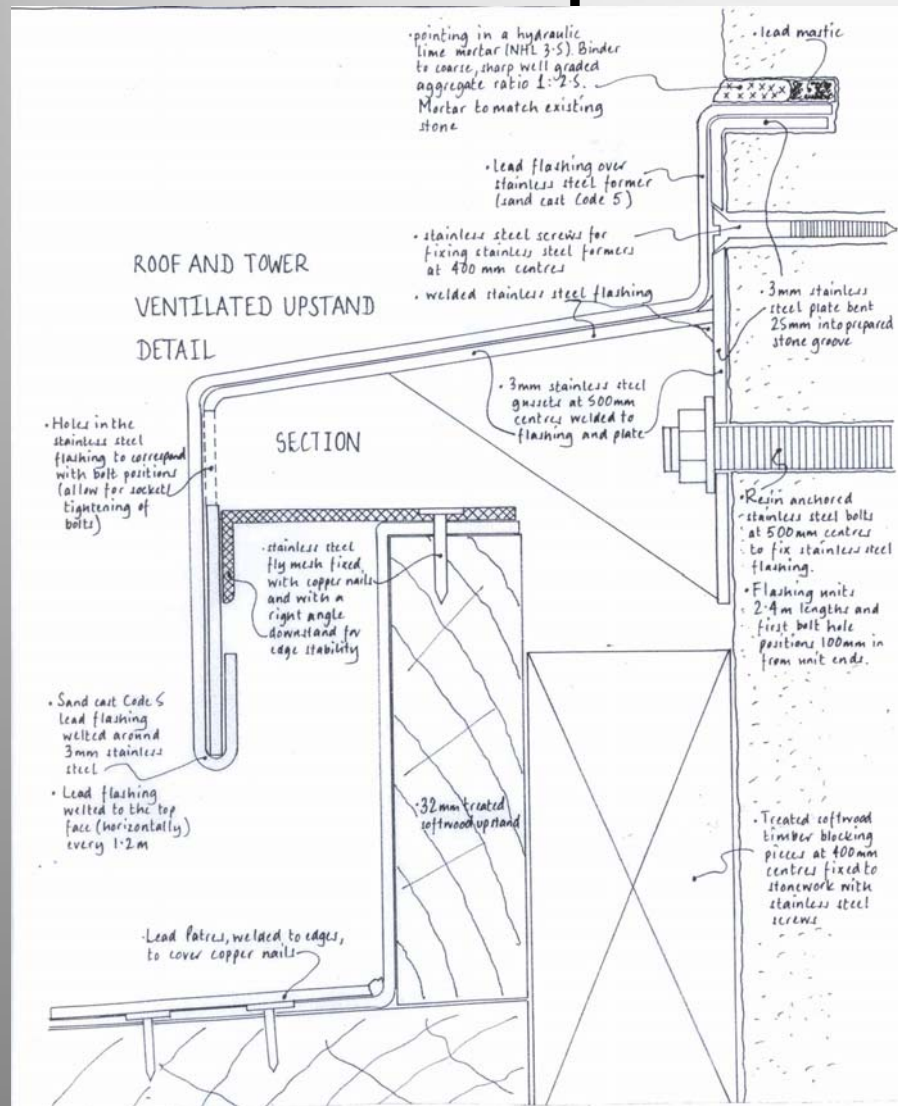 ·pointing in a hydraulic
lime mortar (NHL 3·5). Binder
to coarse, sharp well graded
aggregate ratio 1:2·5.
Mortar to match existing
stone
·lead mastic
·Lead flashing over
stainless steel former
(sand cast Code 5)
·stainless steel screws for
fixing stainless steel formers
at 400 mm centres
·welded stainless steel flashing
ROOF AND TOWER
VENTILATED UPSTAND
DETAIL
·3mm stainless
steel plate bent
25mm into prepared
stone groove
·3mm stainless steel
gussets at 500mm
centres welded to
flashing and plate
·Holes in the
stainless steel
flashing to correspond
with bolt positions
(allow for socket
tightening of
bolts)
SECTION
·Resin anchored
stainless steel bolts
at 500mm centres
to fix stainless steel
flashing.
·Flashing units
2·4m lengths and
first bolt hole
positions 100mm in
from unit ends.
·stainless steel
fly mesh fixed
with copper nails
and with a
right angle
downstand for
edge stability
·Sand cast Code 5
lead flashing
welted around
3mm stainless
steel
·Lead flashing
welted to the top
face (horizontally)
every 1·2m
·32mm treated
softwood upstand
·Treated softwood
timber blocking
pieces at 400mm
centres fixed to
stonework with
stainless steel
screws
·Lead Patres, welded to edges,
to cover copper nails